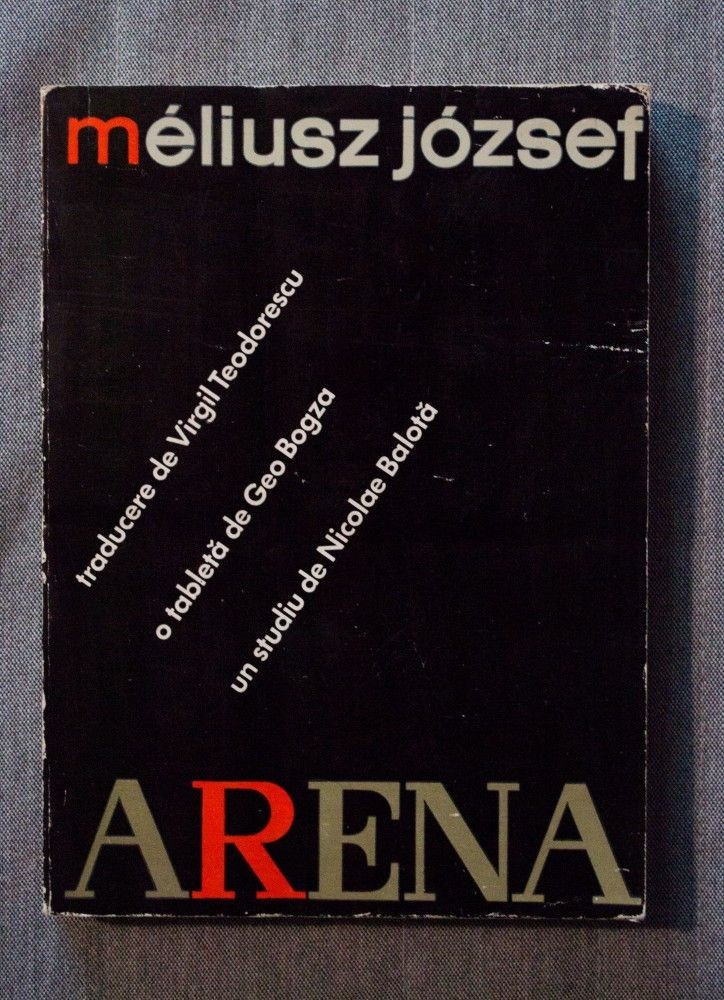 méliusz józsef
traducere de Virgil Teodorescu
o tabletă de Geo Bogza
un studiu de Nicolae Balotă
ARENA